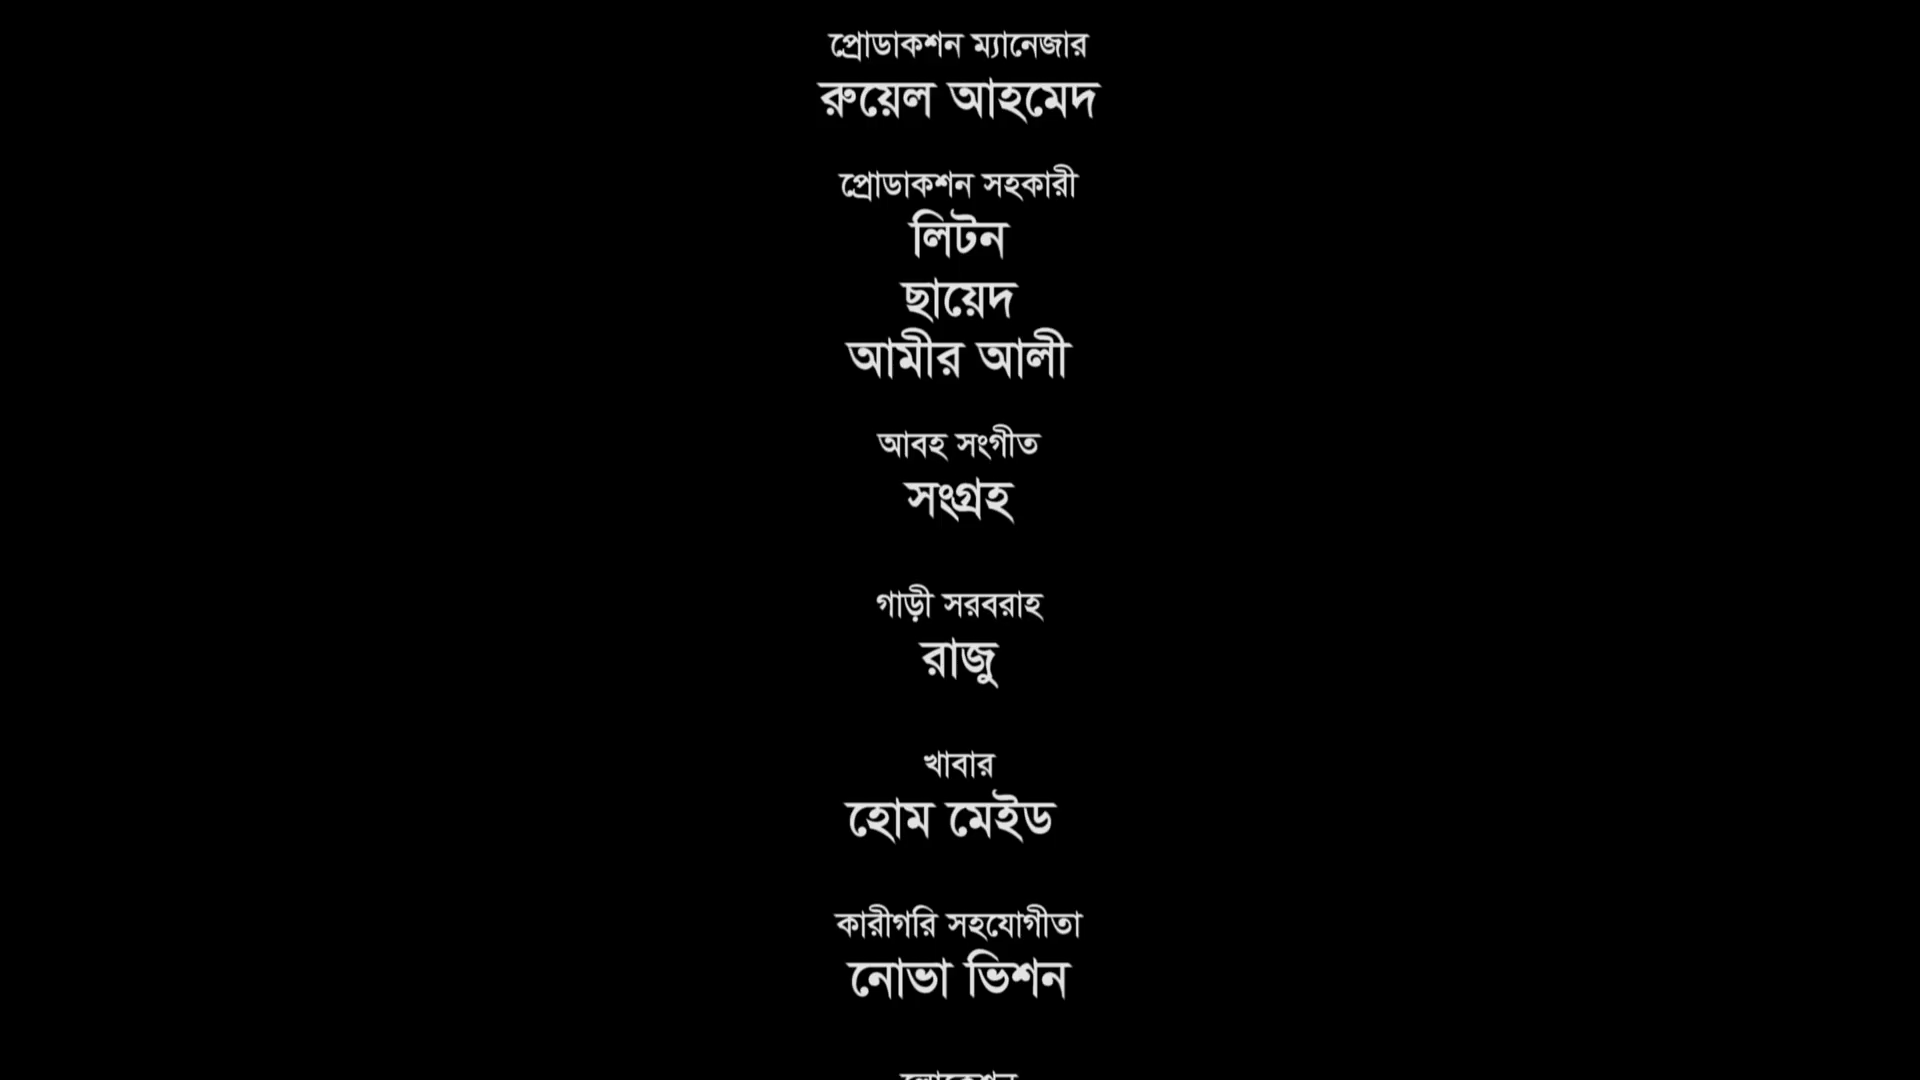 প্রোডাকশন ম্যানেজার
রুয়েল আহমেদ
প্রোডাকশন সহকারী
লিটন
ছায়েদ
আমীর আলী
আবহ সংগীত
সংগ্রহ
গাড়ী সরবরাহ
রাজু
খাবার
হোম মেইড
কারীগরি সহযোগীতা
নোভা ভিশন